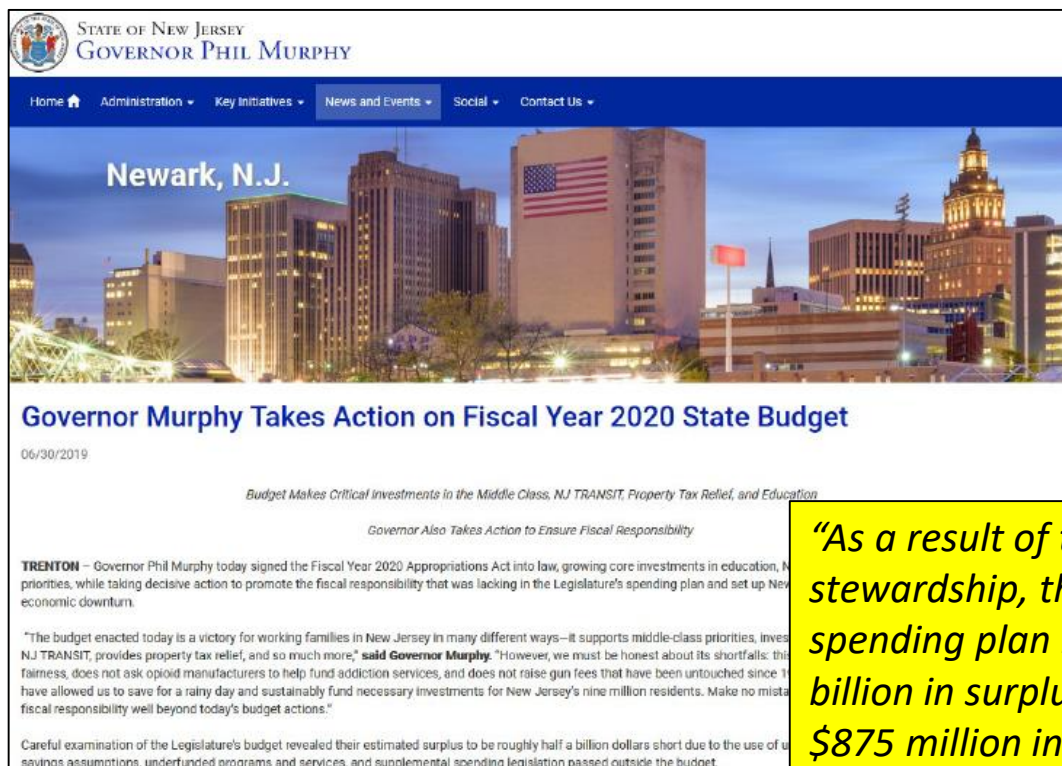 STATE OF NEW JERSEY
GOVERNOR PHIL MURPHY
Home Administration Key Initiatives News and Events Social Contact Us
Newark, N.J.
Governor Murphy Takes Action on Fiscal Year 2020 State Budget
06/30/2019
Budget Makes Critical Investments in the Middle Class, NJ TRANSIT, Property Tax Relief, and Education
Governor Also Takes Action to Ensure Fiscal Responsibility
TRENTON – Governor Phil Murphy today signed the Fiscal Year 2020 Appropriations Act into law, growing core investments in education, N
priorities, while taking decisive action to promote the fiscal responsibility that was lacking in the Legislature's spending plan and set up New
economic downturn.
"The budget enacted today is a victory for working families in New Jersey in many different ways—it supports middle-class priorities, inves
NJ TRANSIT, provides property tax relief, and so much more," said Governor Murphy. "However, we must be honest about its shortfalls: this
fairness, does not ask opioid manufacturers to help fund addiction services, and does not raise gun fees that have been untouched since 1
have allowed us to save for a rainy day and sustainably fund necessary investments for New Jersey's nine million residents. Make no mista
fiscal responsibility well beyond today's budget actions."
Careful examination of the Legislature's budget revealed their estimated surplus to be roughly half a billion dollars short due to the use of u
savings assumptions, underfunded programs and services, and supplemental spending legislation passed outside the budget.
"As a result of
stewardship, th
spending plan
billion in surplu
$875 million in